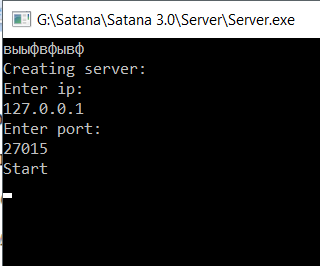 G:\Satana\Satana 3.0\Server\Server.exe
выыфвфывф
Creating server:
Enter ip:
127.0.0.1
Enter port:
27015
Start